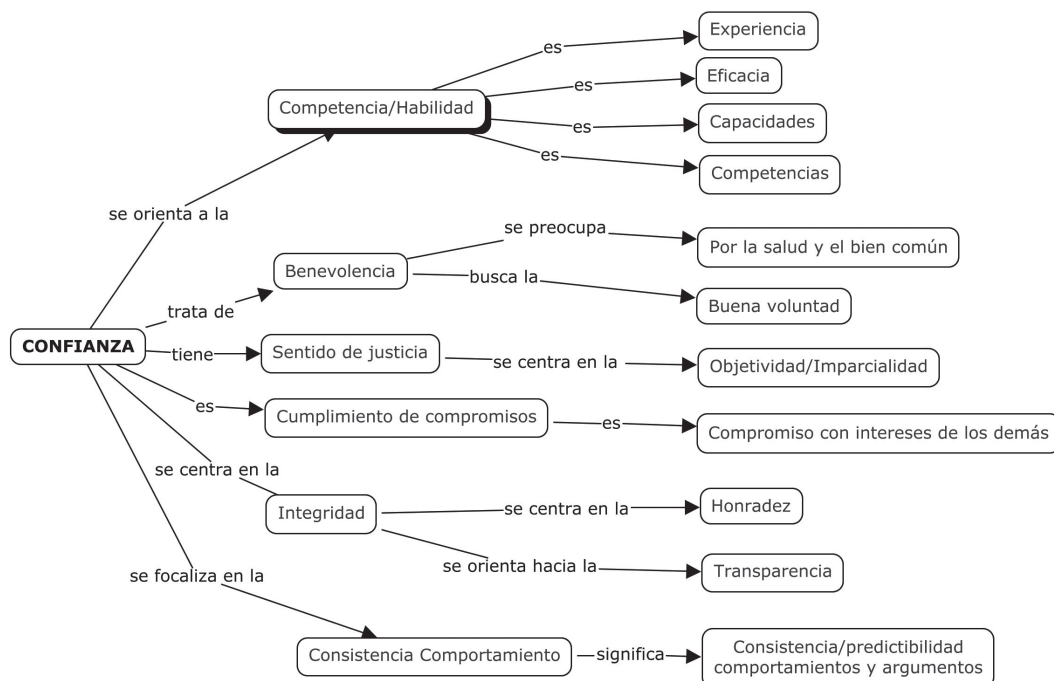 Experiencia
es
Eficacia
Competencia/Habilidad
es
Capacidades
es
es
Competencias
se orienta a la
se preocupa
Por la salud y el bien común
Benevolencia
busca la
trata de
Buena voluntad
CONFIANZA
tiene
Sentido de justicia
se centra en la
Objetividad/Imparcialidad
es
Cumplimiento de compromisos
es
Compromiso con intereses de los demás
se centra en la
Integridad
se centra en la
Honradez
se orienta hacia la
Transparencia
se focaliza en la
Consistencia Comportamiento
significa
Consistencia/predictibilidad
comportamientos y argumentos